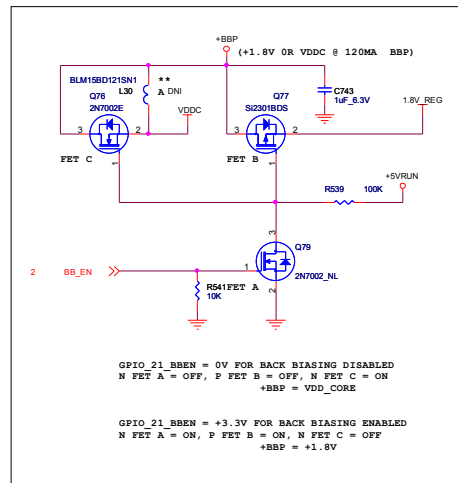 +BBP
(+1.8V 0R VDDC @ 120MA BBP)
BLM15BD121SN1
**
L30
A DNI
Q76
2N7002E
VDDC
Q77
Si2301BDS
C743
1uF_6.3V
1.8V_REG
3
2
3
2
FET C
1
FET B
1
+5VRUN
R539
100K
3
Q79
2
BB_EN
1
2N7002_NL
R541
FET A
10K
2
GPIO_21_BBEN = 0V FOR BACK BIASING DISABLED
N FET A = OFF, P FET B = OFF, N FET C = ON
+BBP = VDD_CORE
GPIO_21_BBEN = +3.3V FOR BACK BIASING ENABLED
N FET A = ON, P FET B = ON, N FET C = OFF
+BBP = +1.8V